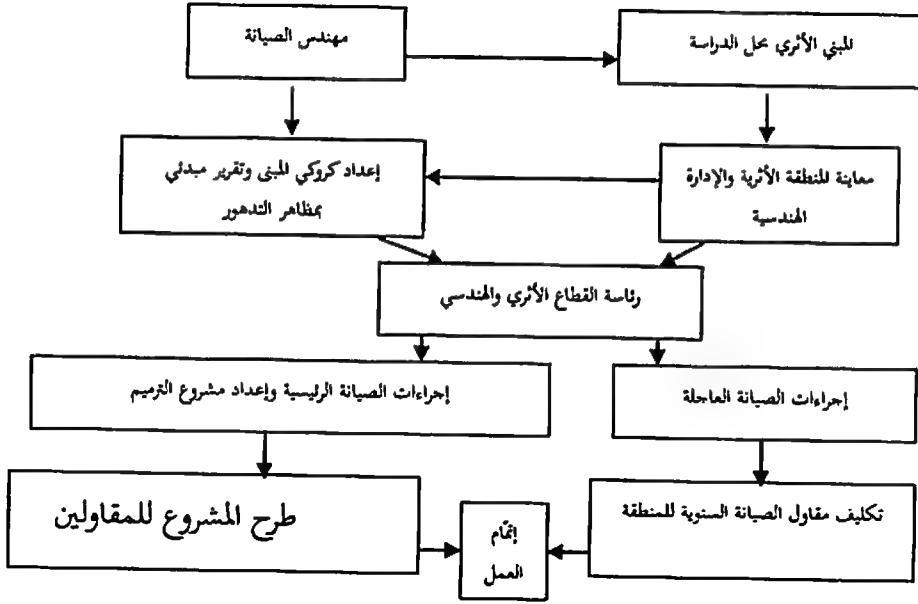 المبني الأثري محل الدراسة
مهندس الصيانة
معاينة المنطقة الأثرية والإدارة
الهندسية
إعداد كروكي المبنى وتقرير مبدئي
بمظاهر التدهور
رئاسة القطاع الأثري والهندسي
إجراءات الصيانة العاجلة
إجراءات الصيانة الرئيسية وإعداد مشروع الترميم
تكليف مقاول الصيانة السنوية للمنطقة
طرح المشروع للمقاولين
إتمام
العمل